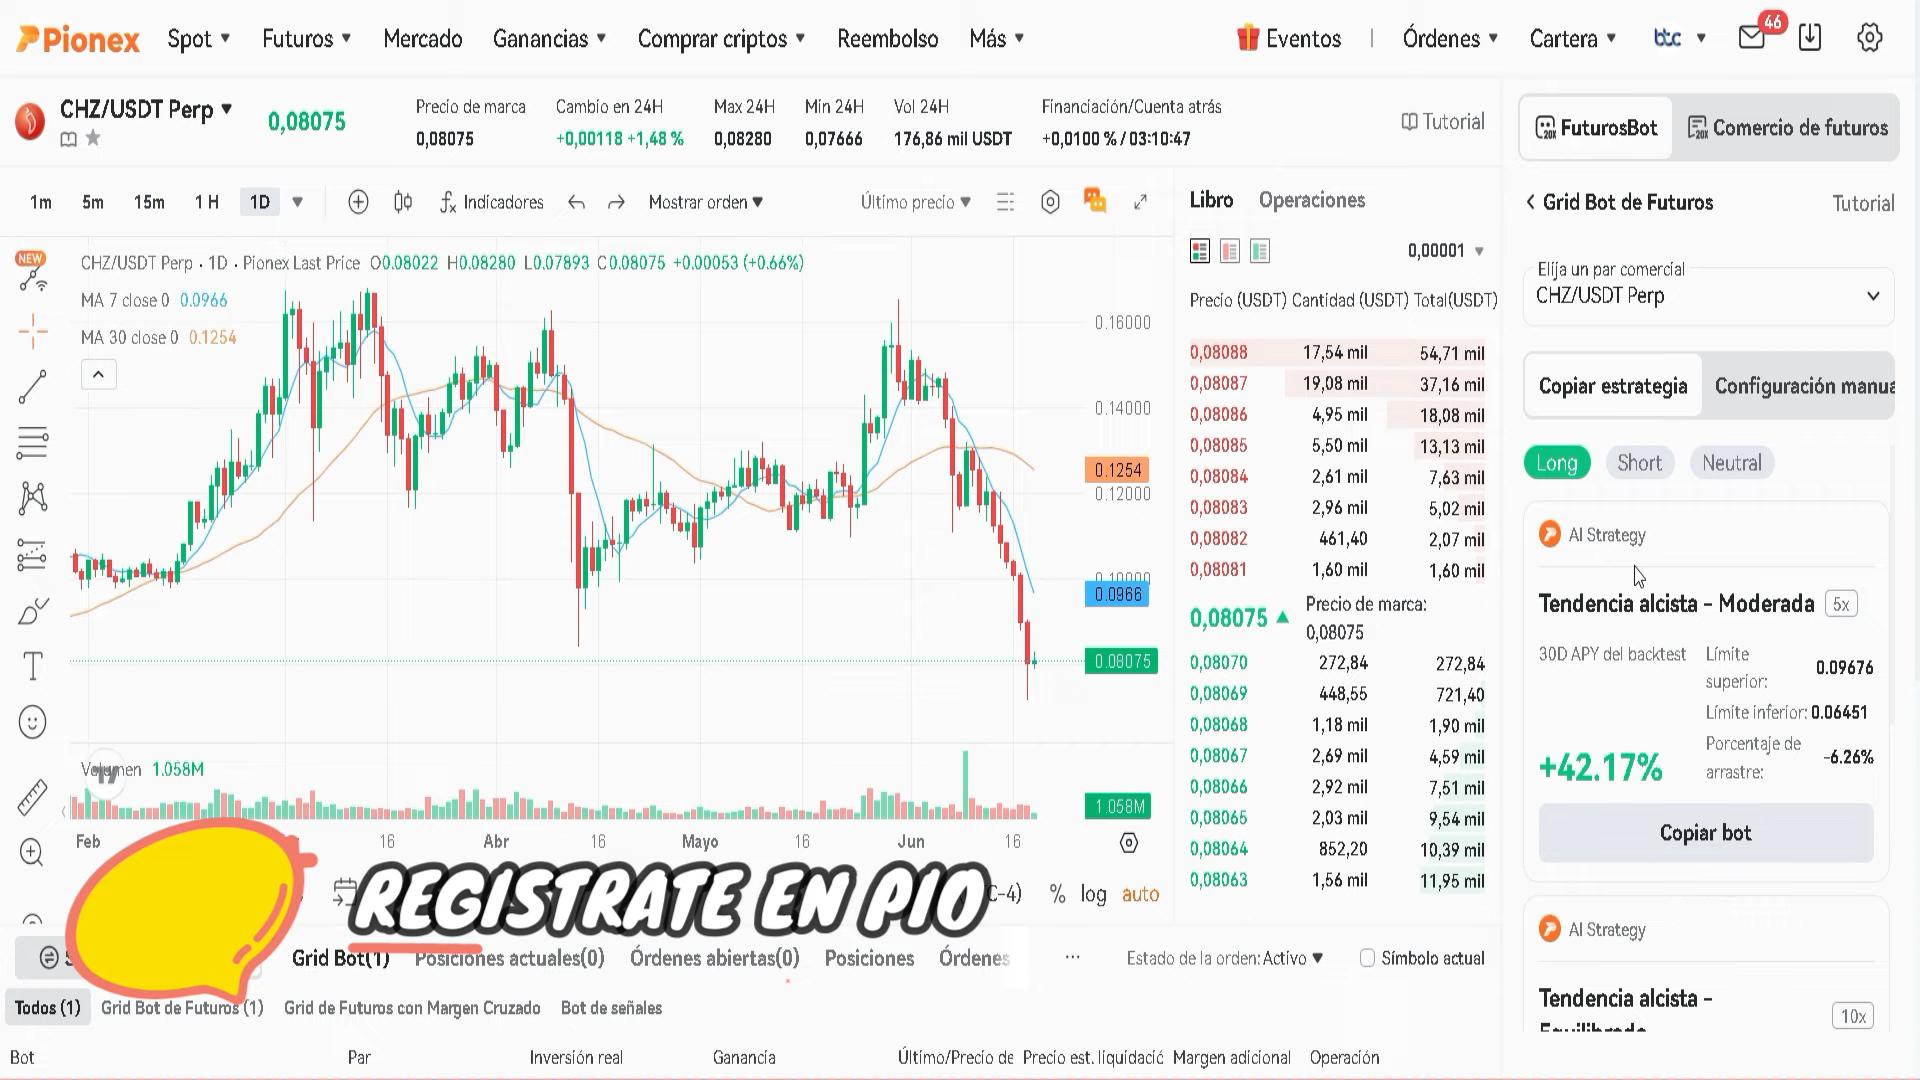 Pionex
Spot ▼ Futuros ▼ Mercado Ganancias ▼ Comprar criptos ▼ Reembolso Más ▼
Eventos | Órdenes ▼ Cartera ▼ btc ▼ 46
CHZ/USDT Perp ▼ 0,08075
Precio de marca 0,08075
Cambio en 24H +0,00118 +1,48 %
Max 24H 0,08280
Min 24H 0,07666
Vol 24H 176,86 mil USDT
Financiación/Cuenta atrás +0,0100 % / 03:10:47
Tutorial
1m 5m 15m 1 H 1D ▼ Indicadores Mostrar orden ▼ Último precio ▼
NEW
CHZ/USDT Perp · 1D · Pionex Last Price O0.08022 H0.08280 L0.07893 C0.08075 +0.00053 (+0.66%)
MA 7 close 0 0.0966
MA 30 close 0 0.1254
0.16000
0.14000
0.1254
0.12000
0.10000
0.0966
0.08075
Volumen 1.058M
1.058M
Feb 16 Abr 16 Mayo 16 Jun 16
C-4) % log auto
REGISTRATE EN PIO
Libro Operaciones
0,00001 ▼
Precio (USDT) Cantidad (USDT) Total(USDT)
0,08088 17,54 mil 54,71 mil
0,08087 19,08 mil 37,16 mil
0,08086 4,95 mil 18,08 mil
0,08085 5,50 mil 13,13 mil
0,08084 2,61 mil 7,63 mil
0,08083 2,96 mil 5,02 mil
0,08082 461,40 2,07 mil
0,08081 1,60 mil 1,60 mil
0,08075 ▲ Precio de marca:
0,08075
0,08070 272,84 272,84
0,08069 448,55 721,40
0,08068 1,18 mil 1,90 mil
0,08067 2,69 mil 4,59 mil
0,08066 2,92 mil 7,51 mil
0,08065 2,03 mil 9,54 mil
0,08064 852,20 10,39 mil
0,08063 1,56 mil 11,95 mil
FuturosBot Comercio de futuros
Grid Bot de Futuros Tutorial
Elija un par comercial
CHZ/USDT Perp
Copiar estrategia Configuración manua
Long Short Neutral
AI Strategy
Tendencia alcista - Moderada 5x
30D APY del backtest
+42.17%
Límite superior: 0.09676
Límite inferior: 0.06451
Porcentaje de arrastre: -6.26%
Copiar bot
AI Strategy
Tendencia alcista -
Equilibrado 10x
Grid Bot(1) Posiciones actuales(0) Órdenes abiertas(0) Posiciones Órdenes ... Estado de la orden:Activo ▼ Símbolo actual
Todos (1) Grid Bot de Futuros (1) Grid de Futuros con Margen Cruzado Bot de señales
Bot Par Inversión real Ganancia Último/Precio de Precio est. liquidació Margen adicional Operación